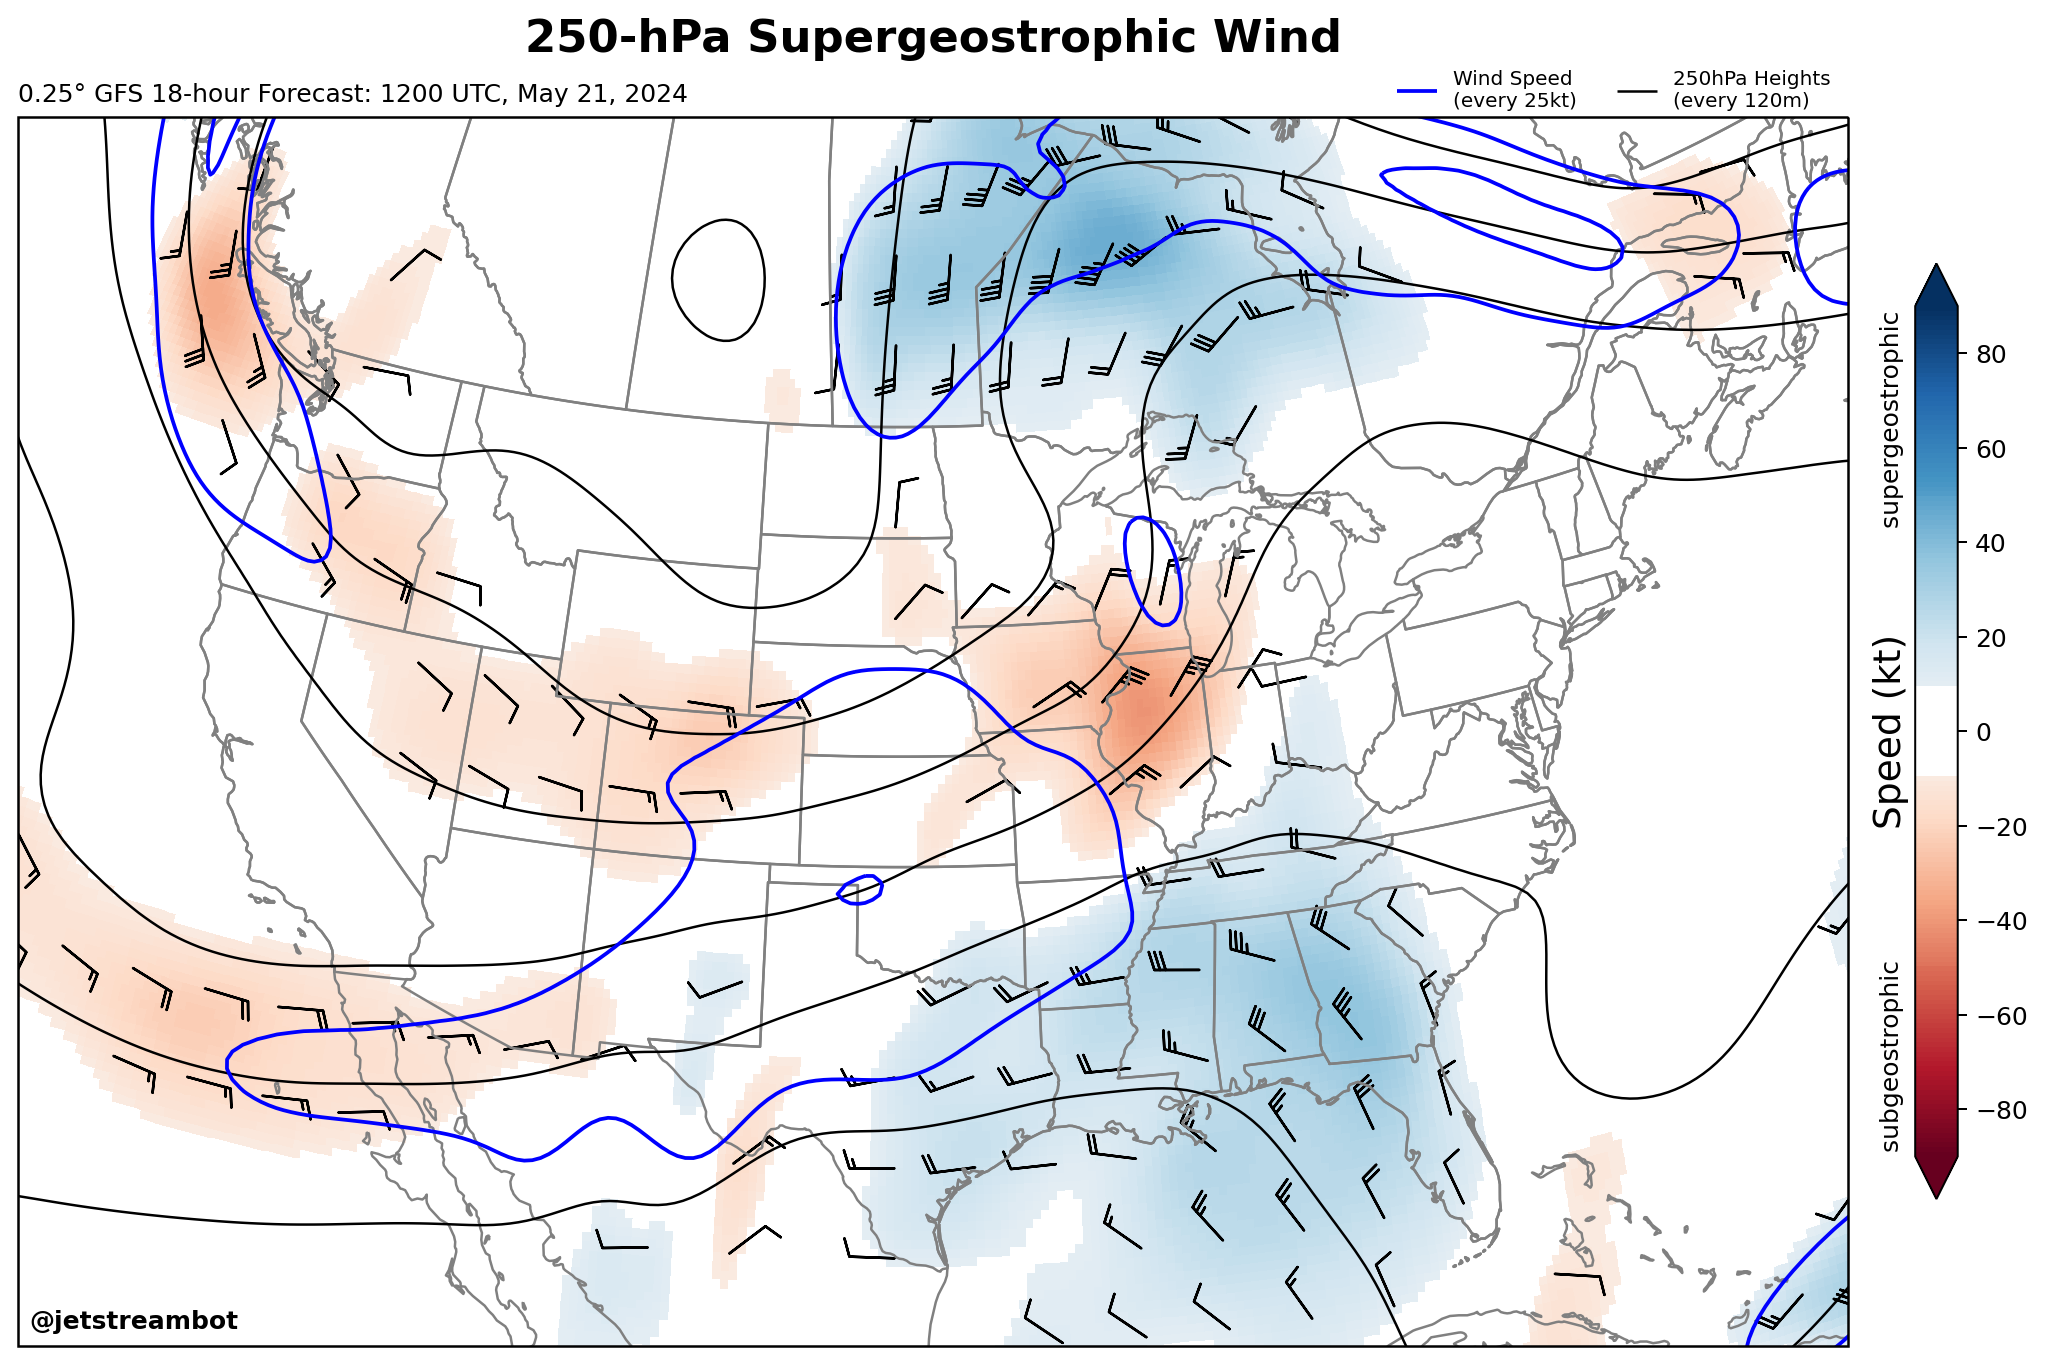 250-hPa Supergeostrophic Wind
0.25° GFS 18-hour Forecast: 1200 UTC, May 21, 2024
Wind Speed
(every 25kt)
250hPa Heights
(every 120m)
supergeostrophic
subgeostrophic
Speed (kt)
80
60
40
20
0
−20
−40
−60
−80
@jetstreambot